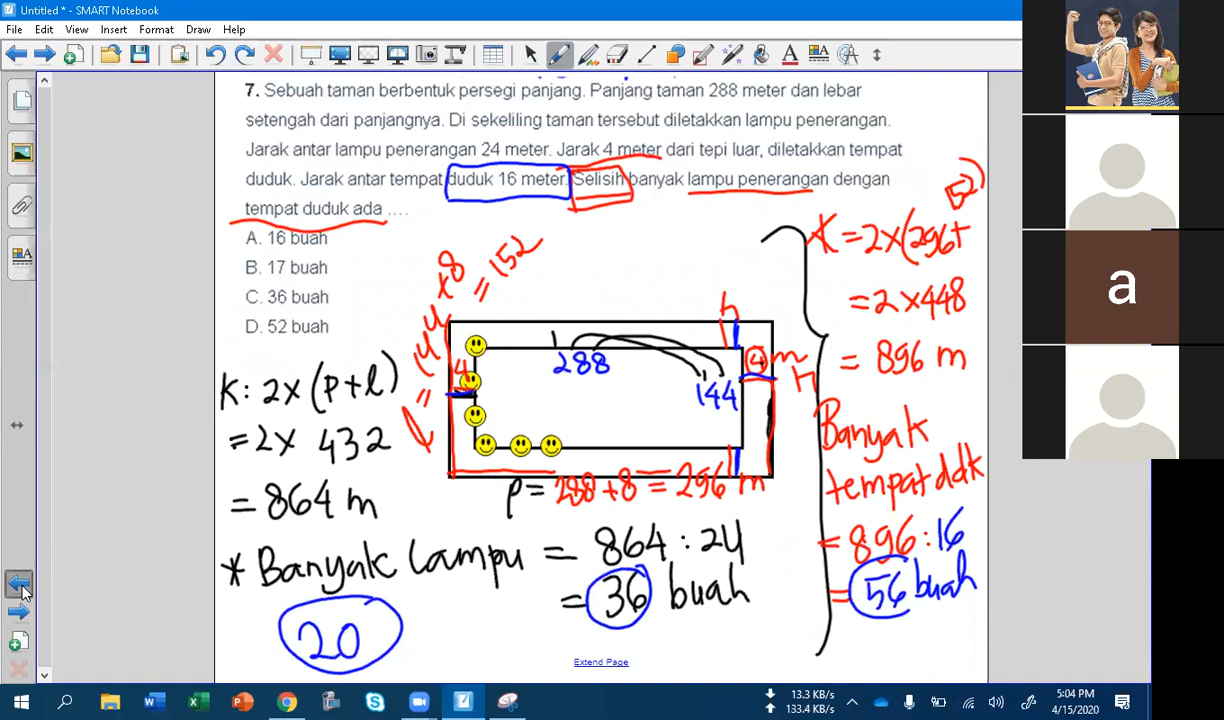 Untitled * - SMART Notebook
File Edit View Insert Format Draw Help
7. Sebuah taman berbentuk persegi panjang. Panjang taman 288 meter dan lebar
setengah dari panjangnya. Di sekeliling taman tersebut diletakkan lampu penerangan.
Jarak antar lampu penerangan 24 meter. Jarak 4 meter dari tepi luar, diletakkan tempat
duduk. Jarak antar tempat duduk 16 meter. Selisih banyak lampu penerangan dengan
tempat duduk ada ....
A. 16 buah
B. 17 buah
C. 36 buah
D. 52 buah
K: 2x (p+l)
= 2x 432
= 864 m
* Banyak lampu = 864 : 24
= 36 buah
20
l = 144 + 8 = 152
288
144
4
4 m
p = 288 + 8 = 296 m
K = 2x(296+
152)
= 2 x 448
= 896 m
Banyak
tempat ddk
= 896 : 16
= 56 buah
Extend Page
a
13.3 KB/s
133.4 KB/s
5:04 PM
4/15/2020